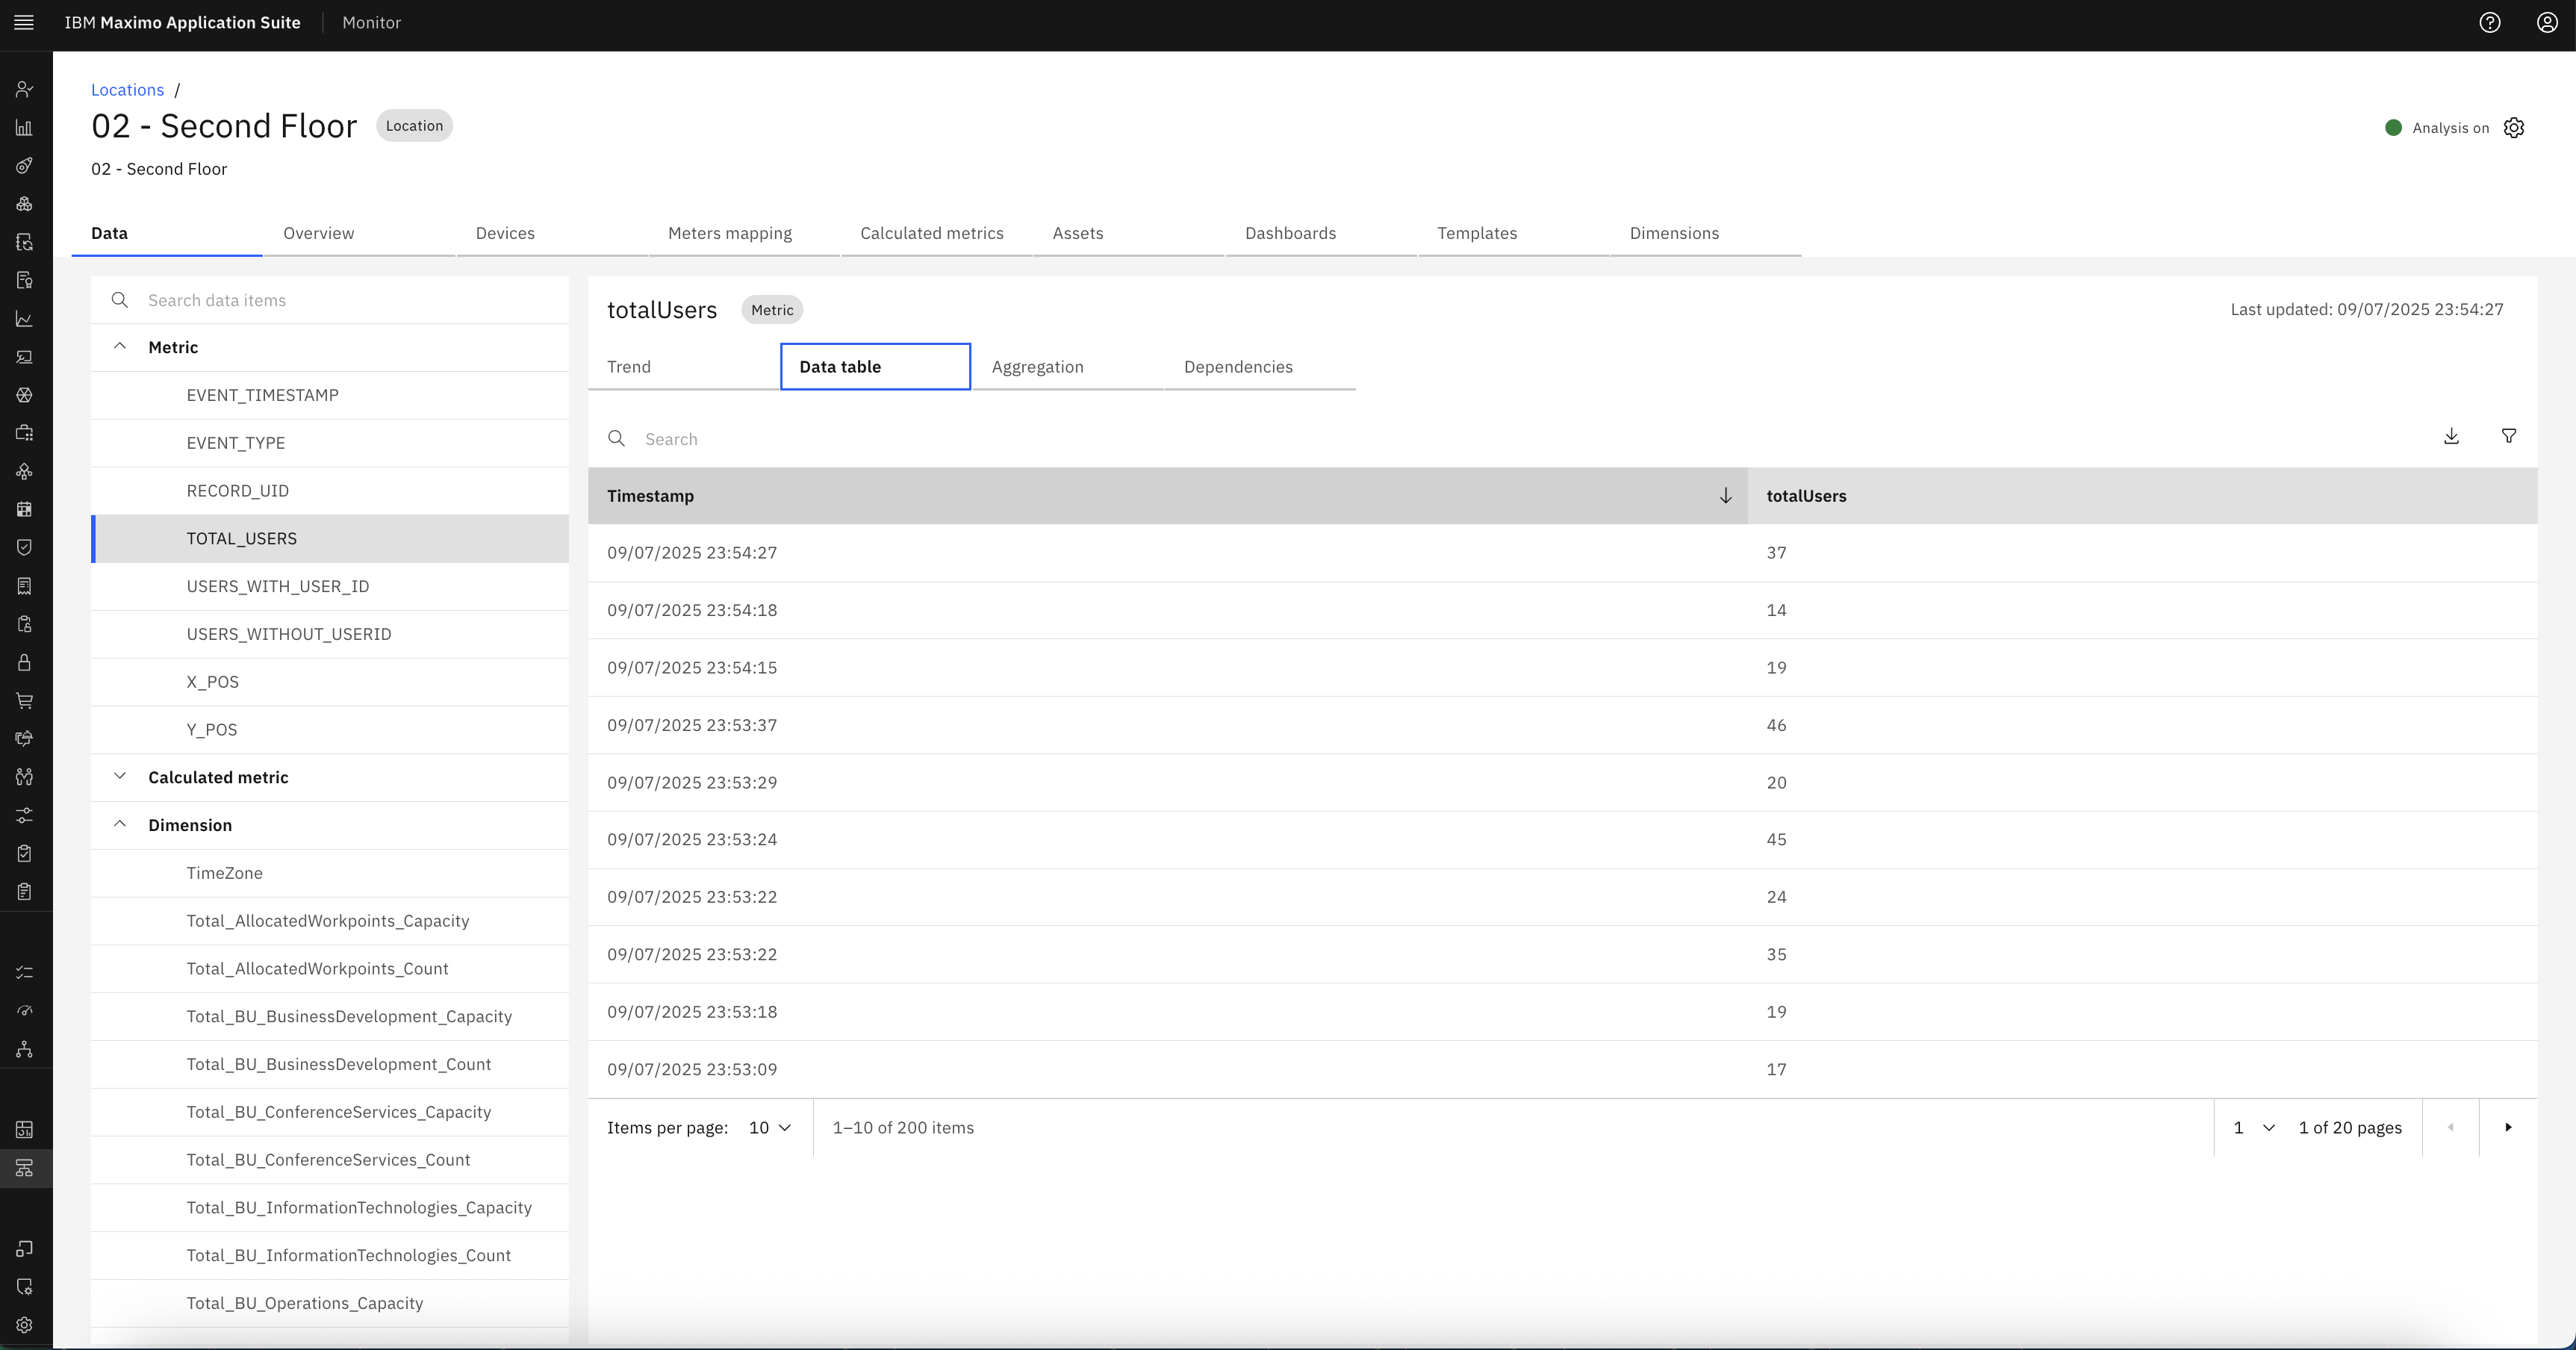 IBM Maximo Application Suite Monitor
Locations /
02 - Second Floor Location
Analysis on
02 - Second Floor
Data Overview Devices Meters mapping Calculated metrics Assets Dashboards Templates Dimensions
Search data items
Metric
EVENT_TIMESTAMP
EVENT_TYPE
RECORD_UID
TOTAL_USERS
USERS_WITH_USER_ID
USERS_WITHOUT_USERID
X_POS
Y_POS
Calculated metric
Dimension
TimeZone
Total_AllocatedWorkpoints_Capacity
Total_AllocatedWorkpoints_Count
Total_BU_BusinessDevelopment_Capacity
Total_BU_BusinessDevelopment_Count
Total_BU_ConferenceServices_Capacity
Total_BU_ConferenceServices_Count
Total_BU_InformationTechnologies_Capacity
Total_BU_InformationTechnologies_Count
Total_BU_Operations_Capacity
totalUsers Metric
Last updated: 09/07/2025 23:54:27
Trend Data table Aggregation Dependencies
Search
Timestamp totalUsers
09/07/2025 23:54:27 37
09/07/2025 23:54:18 14
09/07/2025 23:54:15 19
09/07/2025 23:53:37 46
09/07/2025 23:53:29 20
09/07/2025 23:53:24 45
09/07/2025 23:53:22 24
09/07/2025 23:53:22 35
09/07/2025 23:53:18 19
09/07/2025 23:53:09 17
Items per page: 10 1–10 of 200 items 1 1 of 20 pages